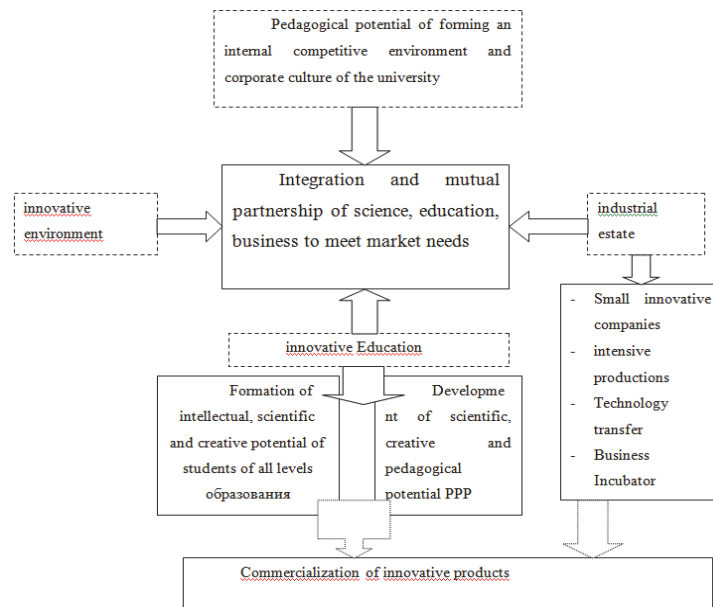 Pedagogical potential of forming an
internal competitive environment and
corporate culture of the university
Integration and mutual
partnership of science, education,
business to meet market needs
innovative
environment
industrial
estate
- Small innovative
companies
- intensive
productions
- Technology
transfer
- Business
Incubator
innovative Education
Formation of
intellectual, scientific
and creative potential of
students of all levels
образования
Developme
nt of scientific,
creative and
pedagogical
potential PPP
Commercialization of innovative products